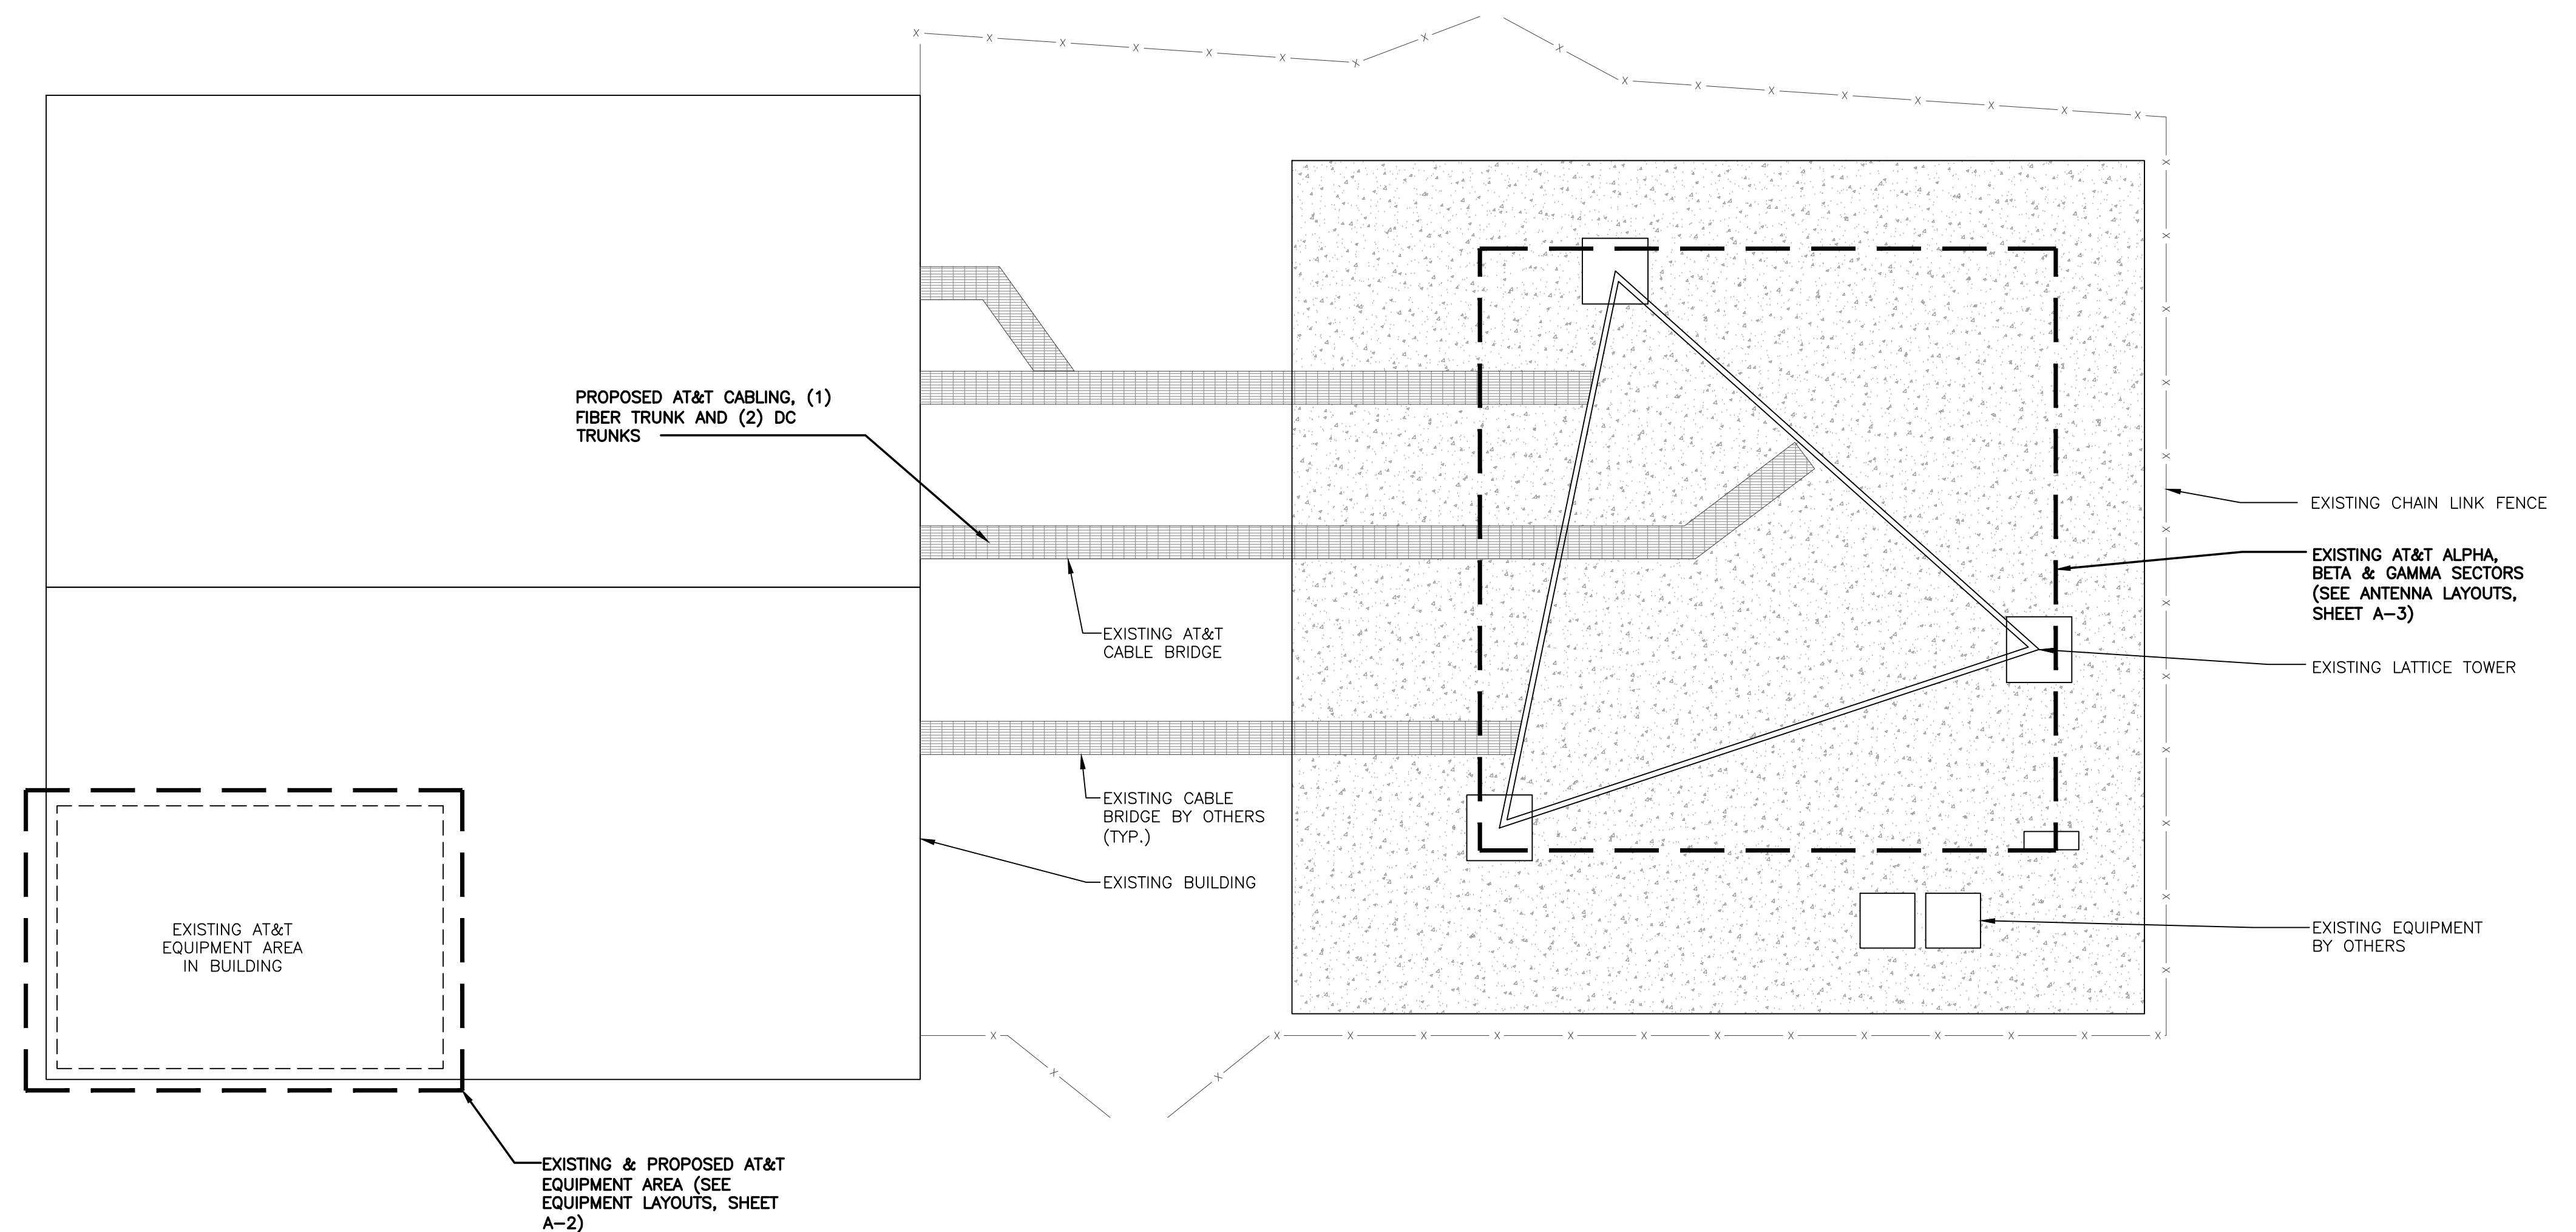 PROPOSED AT&T CABLING, (1)
FIBER TRUNK AND (2) DC
TRUNKS
EXISTING CHAIN LINK FENCE
EXISTING AT&T ALPHA,
BETA & GAMMA SECTORS
(SEE ANTENNA LAYOUTS,
SHEET A-3)
EXISTING AT&T
CABLE BRIDGE
EXISTING LATTICE TOWER
EXISTING CABLE
BRIDGE BY OTHERS
(TYP.)
EXISTING BUILDING
EXISTING AT&T
EQUIPMENT AREA
IN BUILDING
EXISTING EQUIPMENT
BY OTHERS
EXISTING & PROPOSED AT&T
EQUIPMENT AREA (SEE
EQUIPMENT LAYOUTS, SHEET
A-2)